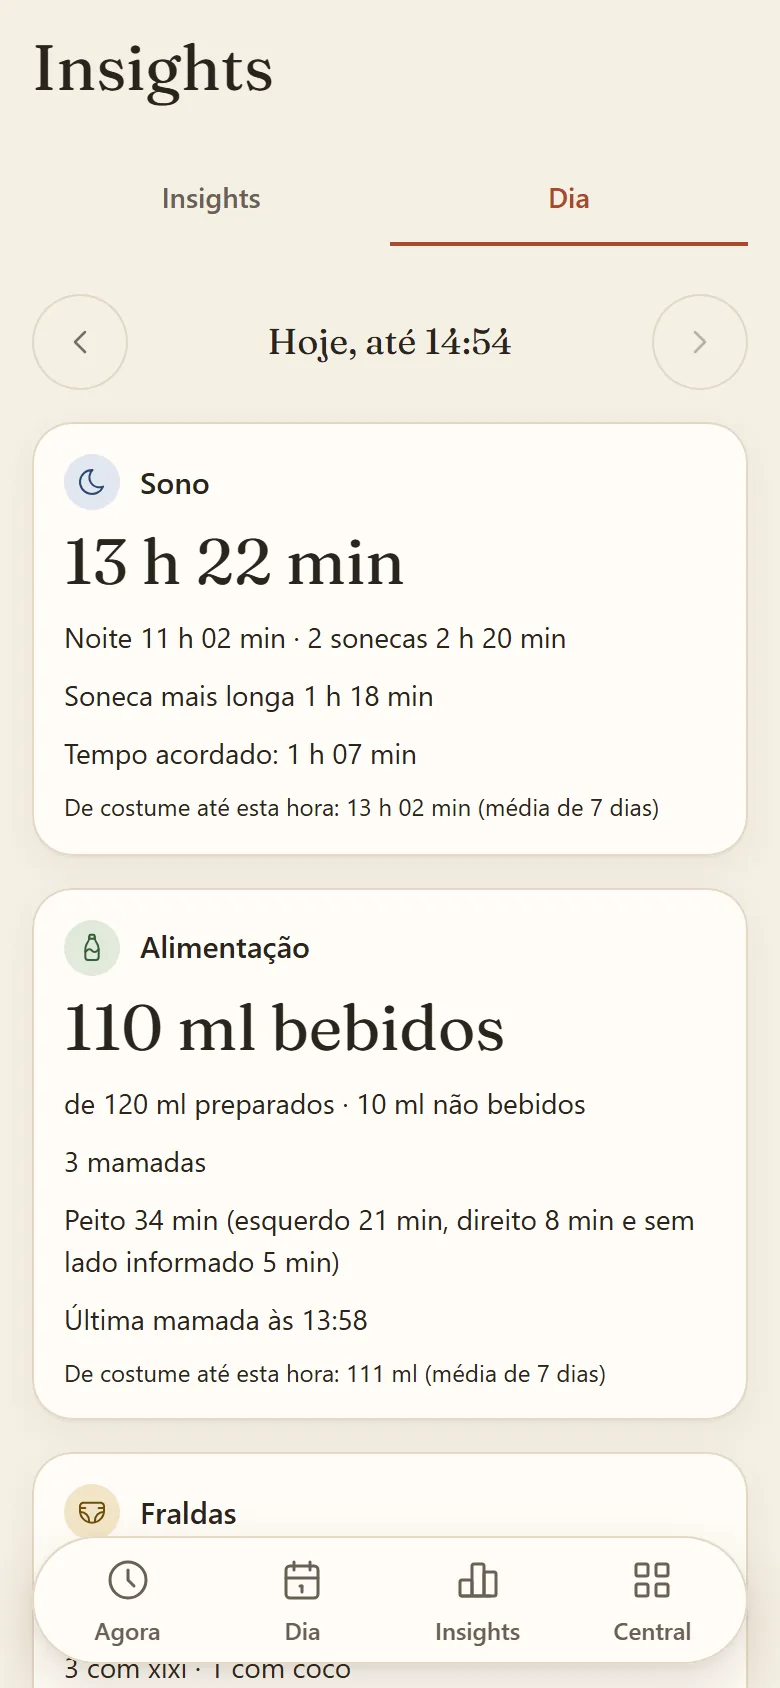 Insights
Insights
Dia
Hoje, até 14:54
Sono
13 h 22 min
Noite 11 h 02 min · 2 sonecas 2 h 20 min
Soneca mais longa 1 h 18 min
Tempo acordado: 1 h 07 min
De costume até esta hora: 13 h 02 min (média de 7 dias)
Alimentação
110 ml bebidos
de 120 ml preparados · 10 ml não bebidos
3 mamadas
Peito 34 min (esquerdo 21 min, direito 8 min e sem
lado informado 5 min)
Última mamada às 13:58
De costume até esta hora: 111 ml (média de 7 dias)
Fraldas
Agora
Dia
Insights
Central
3 com xixi · 1 com cocô